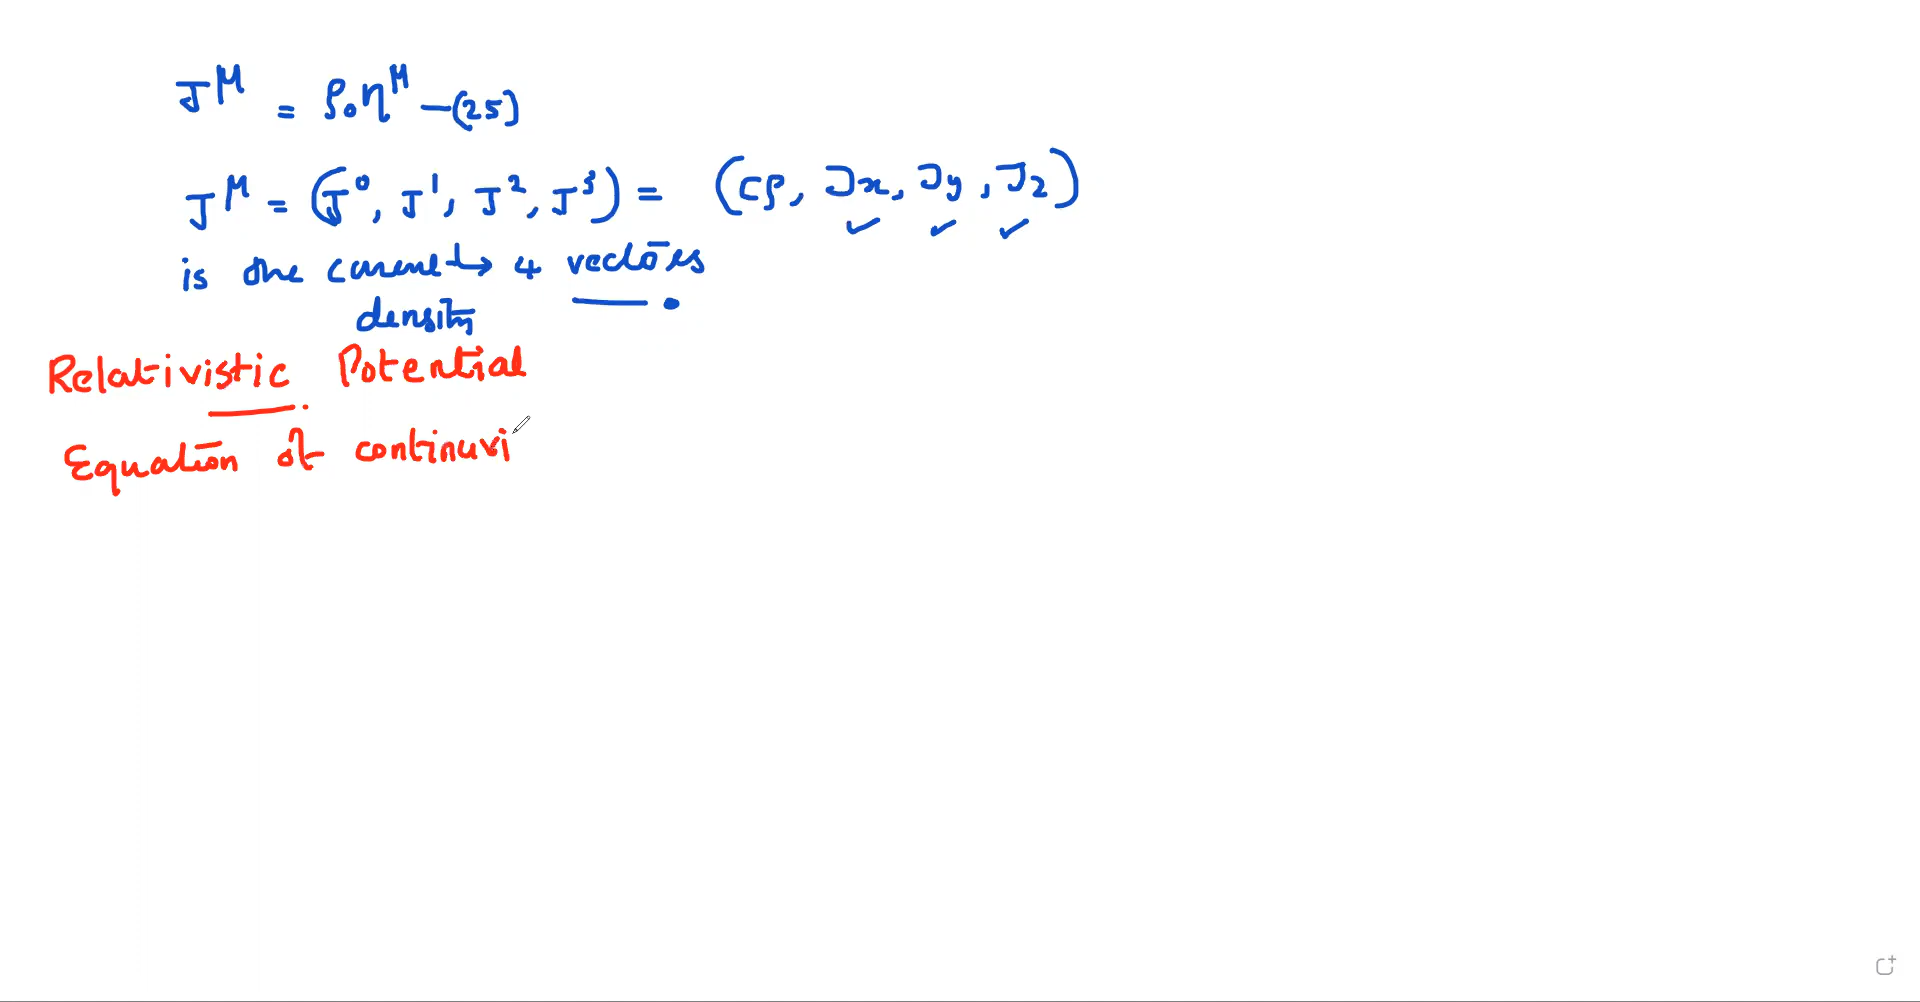 J^μ = ρ₀η^μ —(25)
J^μ = (J⁰, J¹, J², J³) = (cρ, Jx, Jy, Jz)
is the current → 4 vectores
density
Relativistic Potential
Equation of continuvi